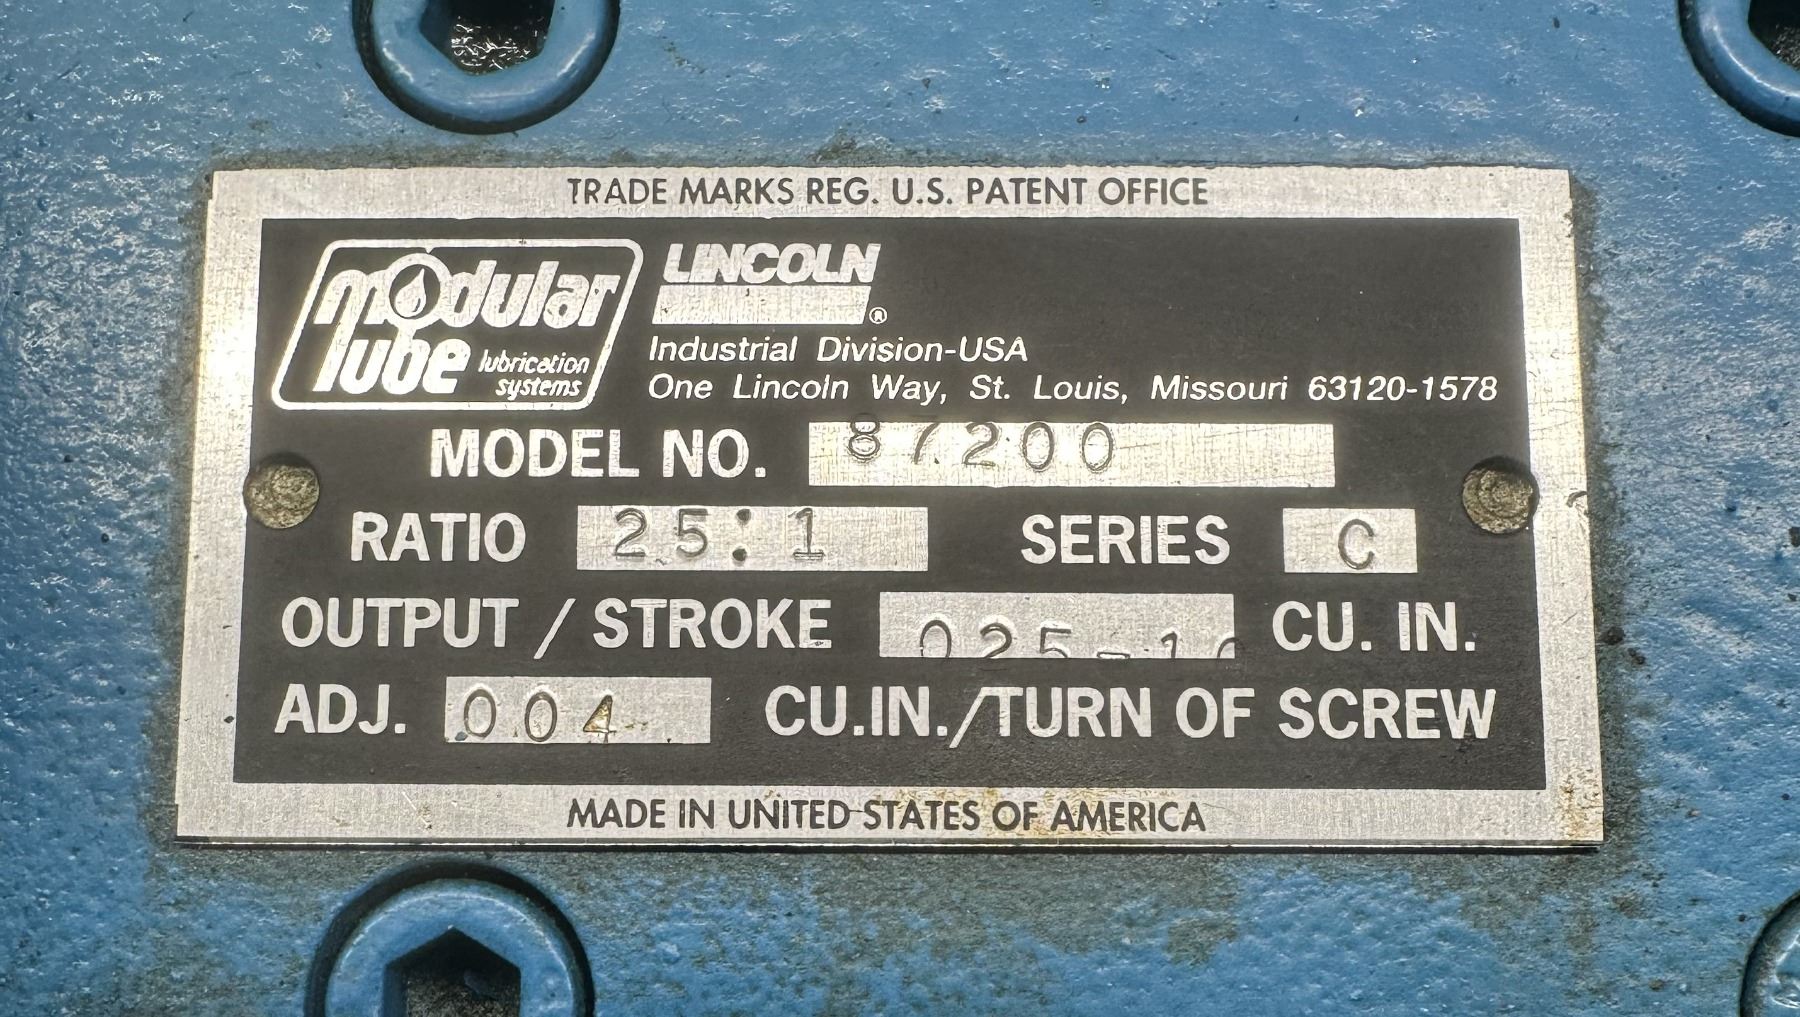 TRADE MARKS REG. U.S. PATENT OFFICE
modular lube lubrication systems
LINCOLN ®
Industrial Division-USA
One Lincoln Way, St. Louis, Missouri 63120-1578
MODEL NO. 87200
RATIO 25:1 SERIES C
OUTPUT / STROKE 025-10 CU. IN.
ADJ. 004 CU.IN./TURN OF SCREW
MADE IN UNITED STATES OF AMERICA